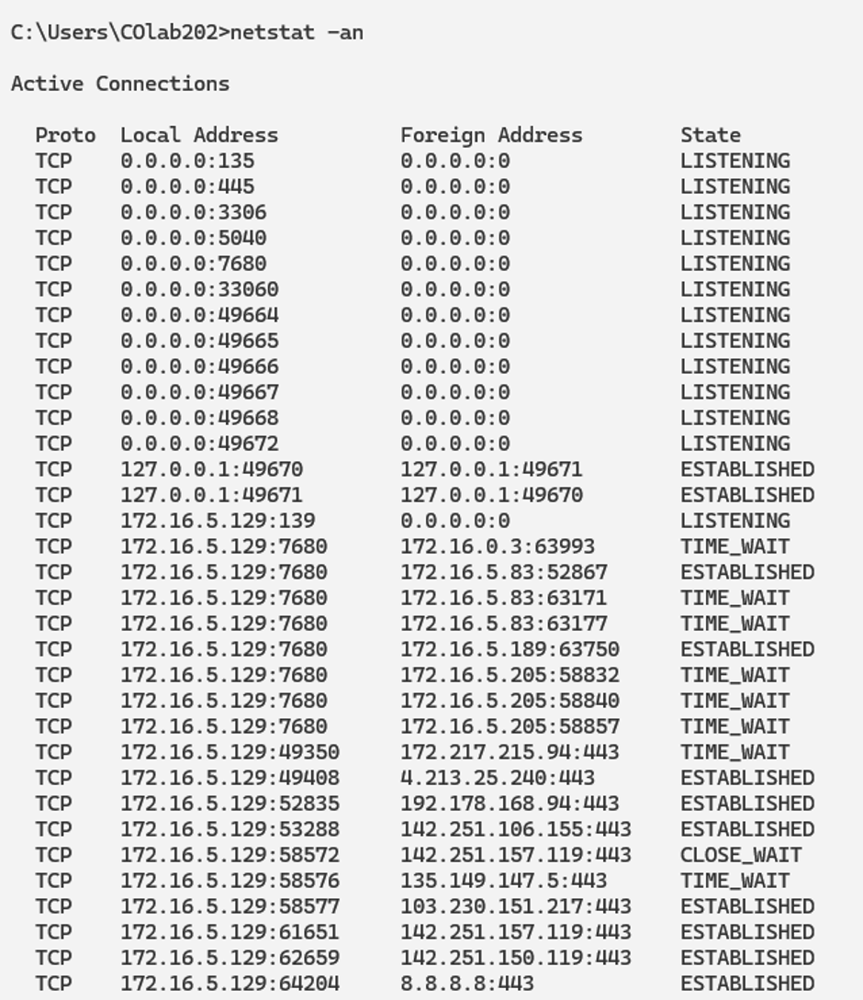 C:\Users\COlab202>netstat -an
Active Connections
Proto  Local Address          Foreign Address        State
TCP    0.0.0.0:135            0.0.0.0:0              LISTENING
TCP    0.0.0.0:445            0.0.0.0:0              LISTENING
TCP    0.0.0.0:3306           0.0.0.0:0              LISTENING
TCP    0.0.0.0:5040           0.0.0.0:0              LISTENING
TCP    0.0.0.0:7680           0.0.0.0:0              LISTENING
TCP    0.0.0.0:33060          0.0.0.0:0              LISTENING
TCP    0.0.0.0:49664          0.0.0.0:0              LISTENING
TCP    0.0.0.0:49665          0.0.0.0:0              LISTENING
TCP    0.0.0.0:49666          0.0.0.0:0              LISTENING
TCP    0.0.0.0:49667          0.0.0.0:0              LISTENING
TCP    0.0.0.0:49668          0.0.0.0:0              LISTENING
TCP    0.0.0.0:49672          0.0.0.0:0              LISTENING
TCP    127.0.0.1:49670        127.0.0.1:49671        ESTABLISHED
TCP    127.0.0.1:49671        127.0.0.1:49670        ESTABLISHED
TCP    172.16.5.129:139       0.0.0.0:0              LISTENING
TCP    172.16.5.129:7680      172.16.0.3:63993       TIME_WAIT
TCP    172.16.5.129:7680      172.16.5.83:52867      ESTABLISHED
TCP    172.16.5.129:7680      172.16.5.83:63171      TIME_WAIT
TCP    172.16.5.129:7680      172.16.5.83:63177      TIME_WAIT
TCP    172.16.5.129:7680      172.16.5.189:63750     ESTABLISHED
TCP    172.16.5.129:7680      172.16.5.205:58832     TIME_WAIT
TCP    172.16.5.129:7680      172.16.5.205:58840     TIME_WAIT
TCP    172.16.5.129:7680      172.16.5.205:58857     TIME_WAIT
TCP    172.16.5.129:49350     172.217.215.94:443     TIME_WAIT
TCP    172.16.5.129:49408     4.213.25.240:443       ESTABLISHED
TCP    172.16.5.129:52835     192.178.168.94:443     ESTABLISHED
TCP    172.16.5.129:53288     142.251.106.155:443    ESTABLISHED
TCP    172.16.5.129:58572     142.251.157.119:443    CLOSE_WAIT
TCP    172.16.5.129:58576     135.149.147.5:443      TIME_WAIT
TCP    172.16.5.129:58577     103.230.151.217:443    ESTABLISHED
TCP    172.16.5.129:61651     142.251.157.119:443    ESTABLISHED
TCP    172.16.5.129:62659     142.251.150.119:443    ESTABLISHED
TCP    172.16.5.129:64204     8.8.8.8:443            ESTABLISHED